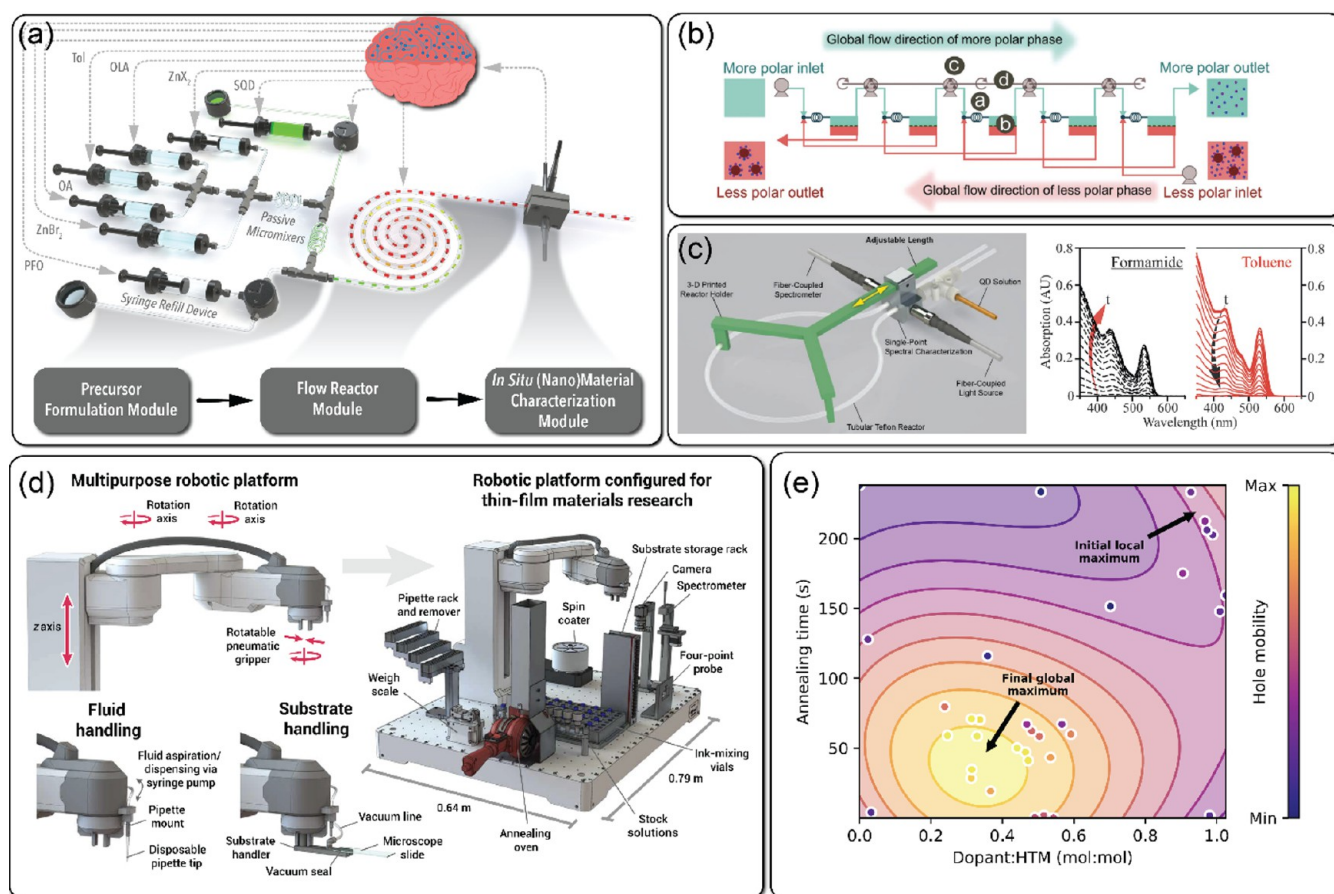 (a)
Tol
OLA
ZnX2
SQD
OA
ZnBr2
PFO
Passive
Micromixers
Syringe Refill Device
Precursor
Formulation Module
Flow Reactor
Module
In Situ (Nano)Material
Characterization
Module
(b)
Global flow direction of more polar phase
More polar inlet
c
d
More polar outlet
a
b
Less polar outlet
Global flow direction of less polar phase
Less polar inlet
(c)
Adjustable Length
3-D Printed
Reactor Holder
Fiber-Coupled
Spectrometer
QD Solution
Single-Point
Spectral Characterization
Fiber-Coupled
Light Source
Tubular Teflon Reactor
Formamide
Toluene
t
t
Absorption (AU)
0.8
0.6
0.4
0.2
0
0.8
0.6
0.4
0.2
0
400
500
600
400
500
600
Wavelength (nm)
Wavelength (nm)
(d)
Multipurpose robotic platform
Rotation
axis
Rotation
axis
z axis
Rotatable
pneumatic
gripper
Fluid
handling
Fluid aspiration/
dispensing via
syringe pump
Pipette
mount
Disposable
pipette tip
Substrate
handling
Vacuum line
Substrate
handler
Microscope
slide
Vacuum seal
Robotic platform configured for
thin-film materials research
Substrate storage rack
Camera
Spectrometer
Pipette rack
and remover
Spin
coater
Four-point
probe
Weigh
scale
Ink-mixing
vials
0.79 m
0.64 m
Annealing
oven
Stock
solutions
(e)
Annealing time (s)
200
150
100
50
0.0
0.2
0.4
0.6
0.8
1.0
Dopant:HTM (mol:mol)
Initial local
maximum
Final global
maximum
Max
Min
Hole mobility